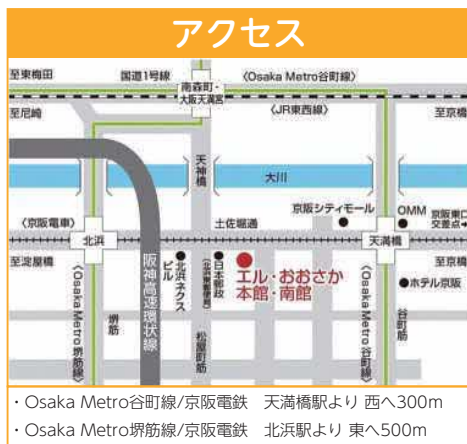 アクセス
至東梅田
国道1号線
南森町・
大阪天満宮
〈Osaka Metro谷町線〉
至尼崎
〈JR東西線〉
至京橋
天神橋
大川
〈京阪電車〉
北浜
土佐堀通
京阪シティモール
OMM
京阪東口
交差点→
天満橋
至淀屋橋
〈Osaka Metro堺筋線〉
堺筋
阪神高速環状線
北浜ネクス
ビル
日本郵政
松屋町筋
エル・おおさか
本館・南館
〈Osaka Metro谷町線〉
谷町筋
至京橋
ホテル京阪
・Osaka Metro谷町線/京阪電鉄 天満橋駅より 西へ300m
・Osaka Metro堺筋線/京阪電鉄 北浜駅より 東へ500m